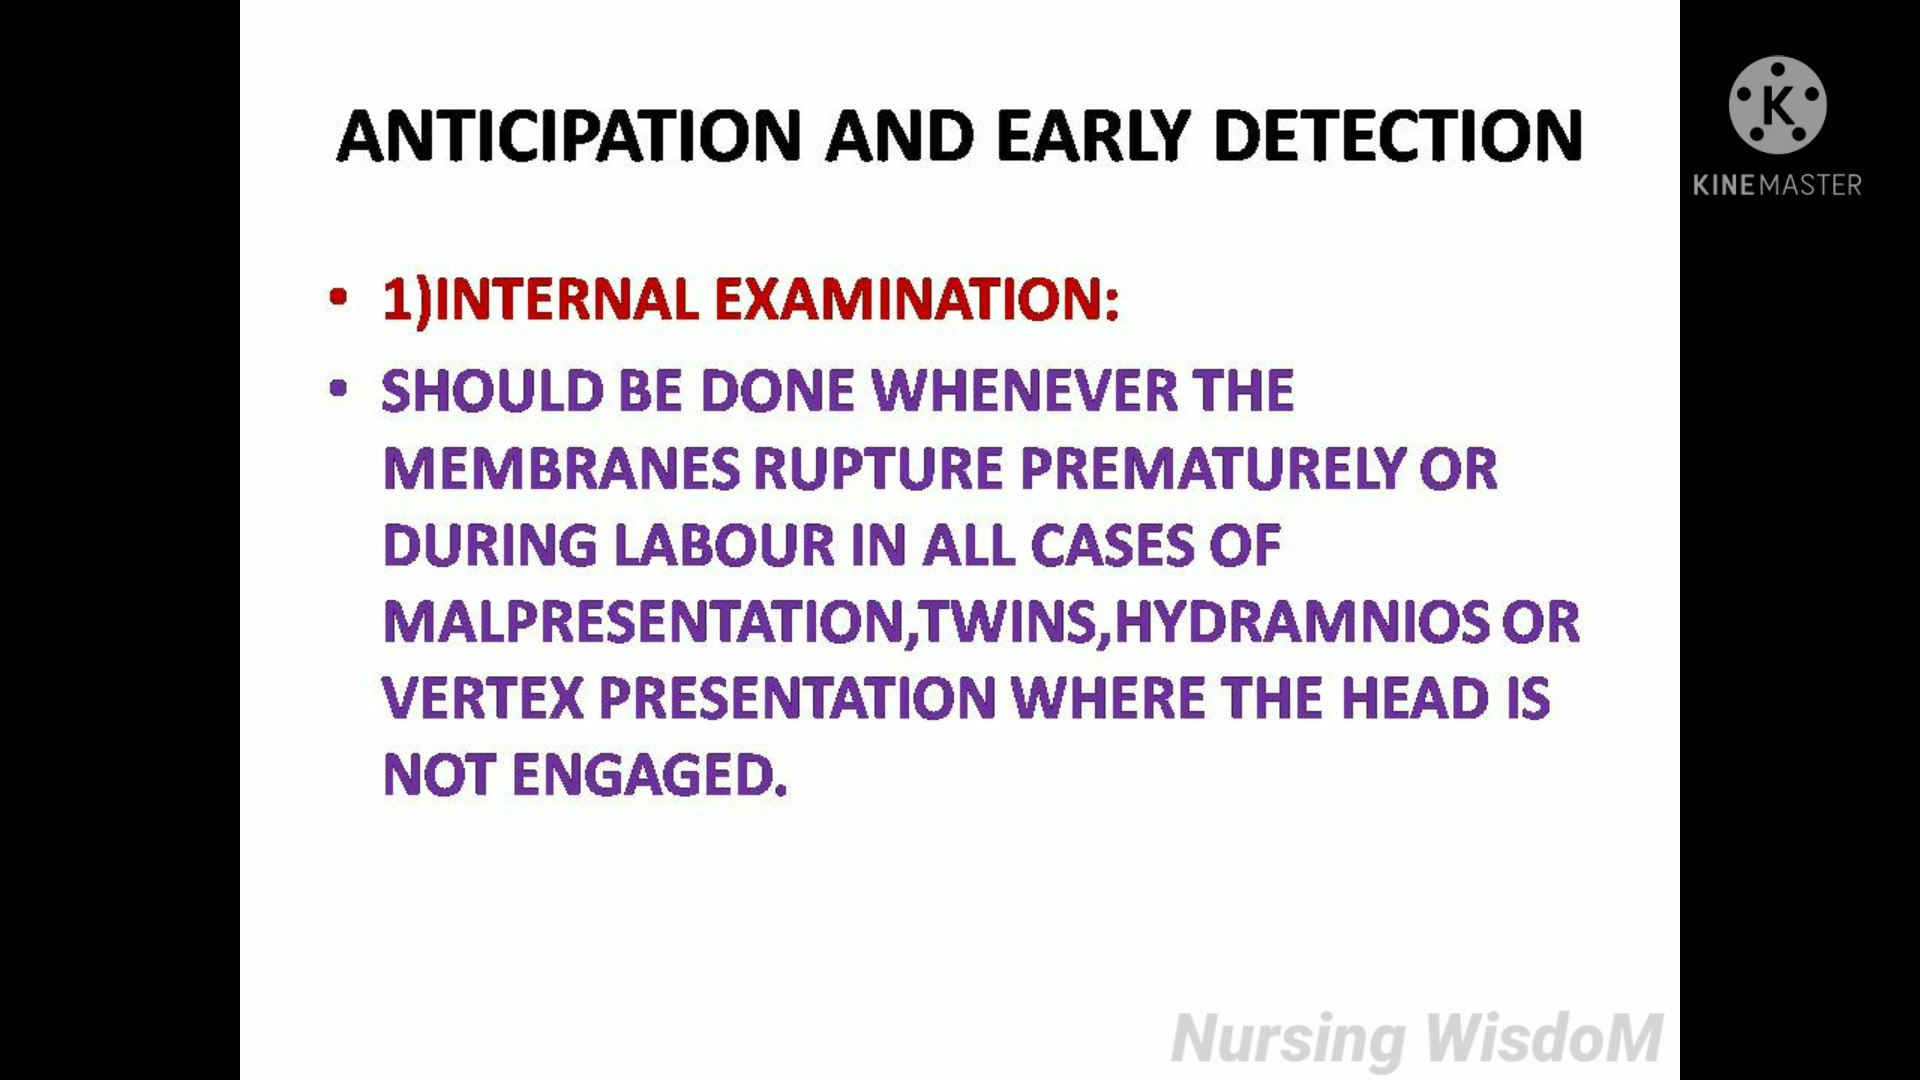 ANTICIPATION AND EARLY DETECTION
K
KINEMASTER
• 1)INTERNAL EXAMINATION:
• SHOULD BE DONE WHENEVER THE
MEMBRANES RUPTURE PREMATURELY OR
DURING LABOUR IN ALL CASES OF
MALPRESENTATION,TWINS,HYDRAMNIOS OR
VERTEX PRESENTATION WHERE THE HEAD IS
NOT ENGAGED.
Nursing WisdoM